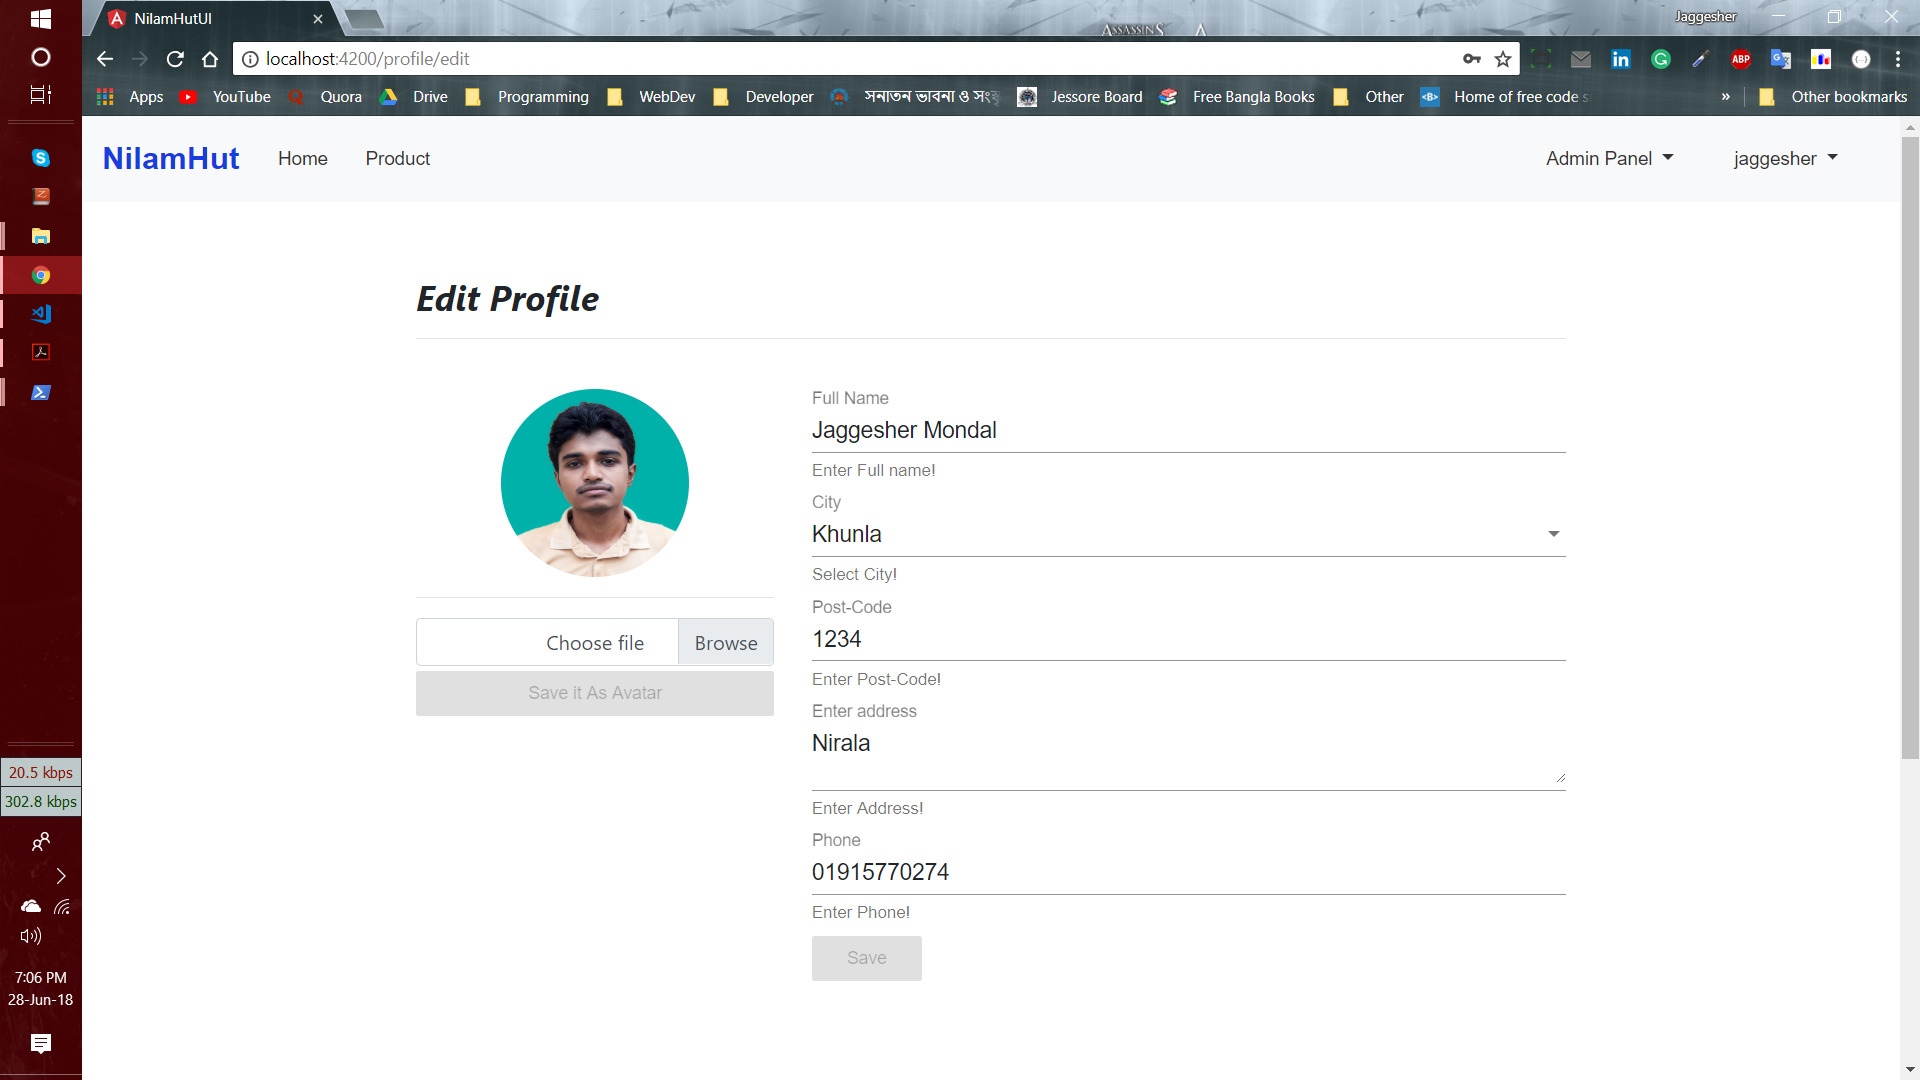 NilamHutUI
ASSASSINS
Jaggesher
localhost:4200/profile/edit
Apps YouTube Quora Drive Programming WebDev Developer সনাতন ভাবনা ও Jessore Board Free Bangla Books Other Home of free code » Other bookmarks
NilamHut Home Product Admin Panel jaggesher
Edit Profile
Full Name
Jaggesher Mondal
Enter Full name!
City
Khunla
Select City!
Post-Code
1234
Enter Post-Code!
Enter address
Nirala
Enter Address!
Phone
01915770274
Enter Phone!
Save
Choose file Browse
Save it As Avatar
20.5 kbps
302.8 kbps
7:06 PM
28-Jun-18